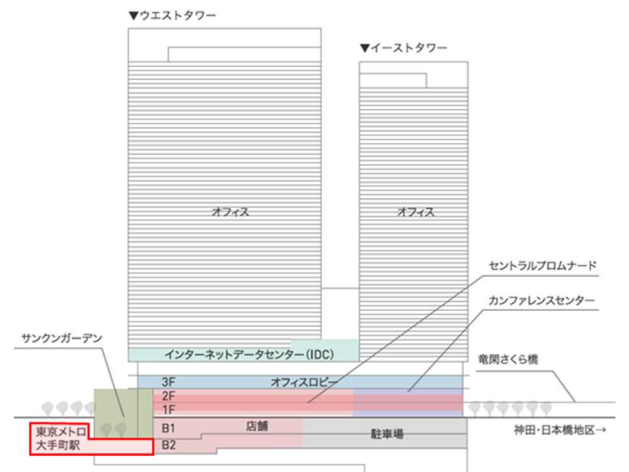 ▼ウエストタワー
▼イーストタワー
オフィス
オフィス
セントラルプロムナード
カンファレンスセンター
サンクンガーデン
インターネットデータセンター(IDC)
竜閑さくら橋
3F
オフィスロビー
2F
1F
東京メトロ
大手町駅
B1
店舗
駐車場
神田・日本橋地区→
B2